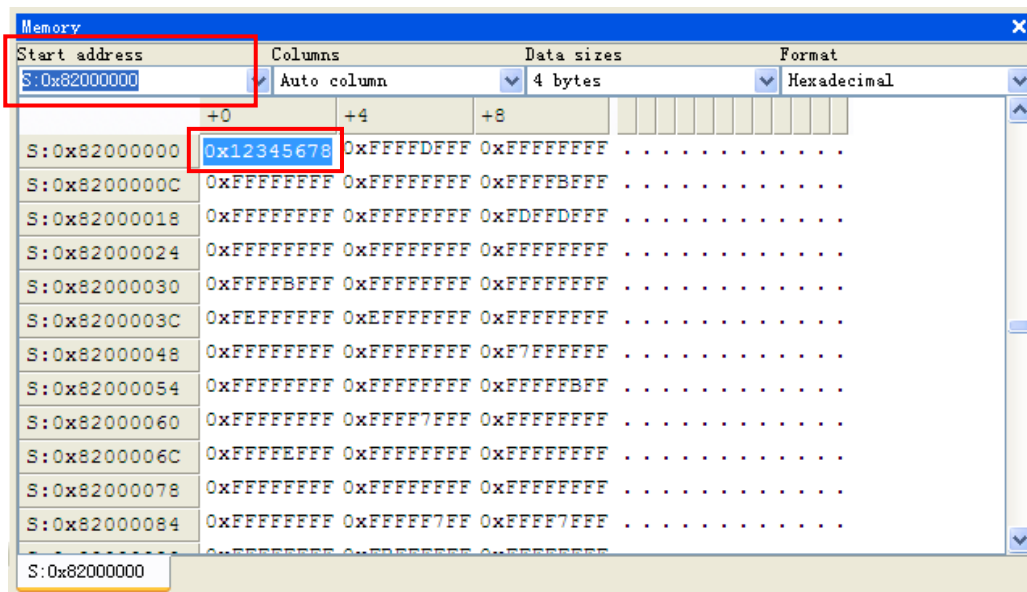 Memory
Start address Columns Data sizes Format
S:0x82000000 Auto column 4 bytes Hexadecimal
+0 +4 +8
S:0x82000000 0x12345678 0xFFFFDFFF 0xFFFFFFFF . . . . . . . . . . . .
S:0x8200000C 0xFFFFFFFF 0xFFFFFFFF 0xFFFFBFFF . . . . . . . . . . . .
S:0x82000018 0xFFFFFFFF 0xFFFFFFFF 0xFDFFDFFF . . . . . . . . . . . .
S:0x82000024 0xFFFFFFFF 0xFFFFFFFF 0xFFFFFFFF . . . . . . . . . . . .
S:0x82000030 0xFFFFBFFF 0xFFFFFFFF 0xFFFFFFFF . . . . . . . . . . . .
S:0x8200003C 0xFEFFFFFF 0xEFFFFFFF 0xFFFFFFFF . . . . . . . . . . . .
S:0x82000048 0xFFFFFFFF 0xFFFFFFFF 0xF7FFFFFF . . . . . . . . . . . .
S:0x82000054 0xFFFFFFFF 0xFFFFFFFF 0xFFFFFBFF . . . . . . . . . . . .
S:0x82000060 0xFFFFFFFF 0xFFFF7FFF 0xFFFFFFFF . . . . . . . . . . . .
S:0x8200006C 0xFFFFEFFF 0xFFFFFFFF 0xFFFFFFFF . . . . . . . . . . . .
S:0x82000078 0xFFFFFFFF 0xFFFFFFFF 0xFFFFFFFF . . . . . . . . . . . .
S:0x82000084 0xFFFFFFFF 0xFFFFF7FF 0xFFFF7FFF . . . . . . . . . . . .
S:0x82000000